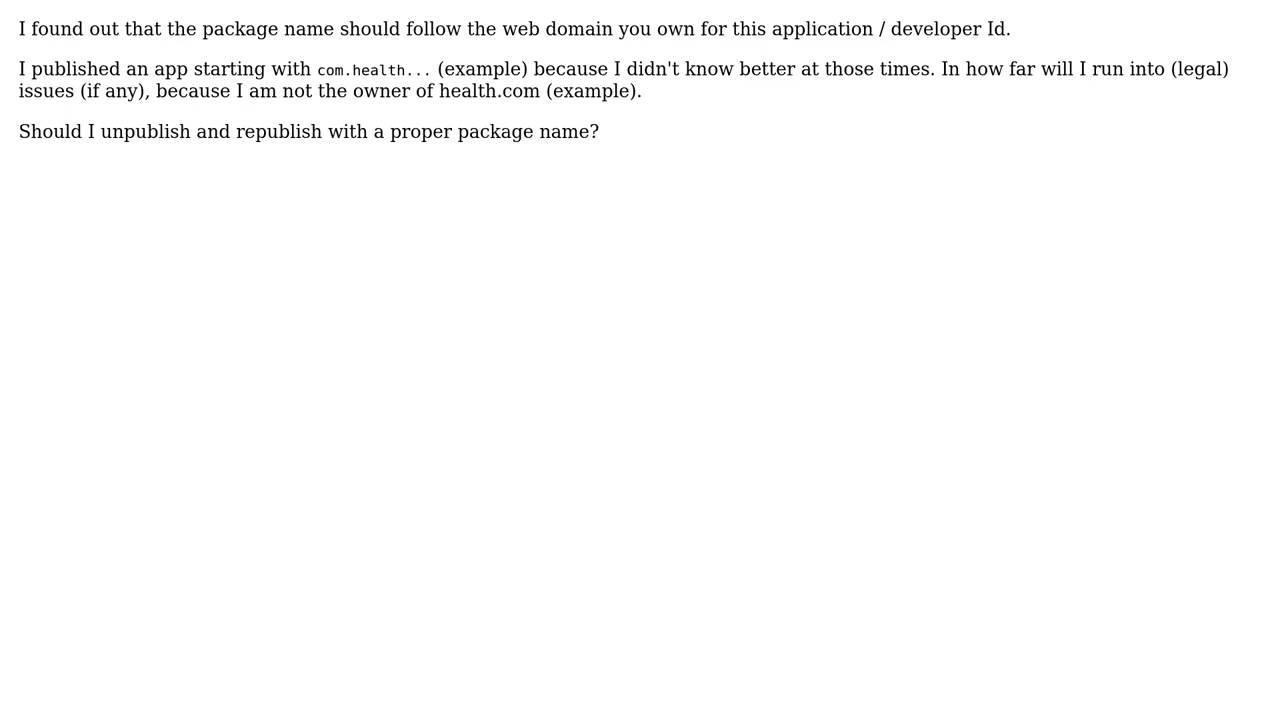 I found out that the package name should follow the web domain you own for this application / developer Id.
I published an app starting with com.health... (example) because I didn't know better at those times. In how far will I run into (legal)
issues (if any), because I am not the owner of health.com (example).
Should I unpublish and republish with a proper package name?